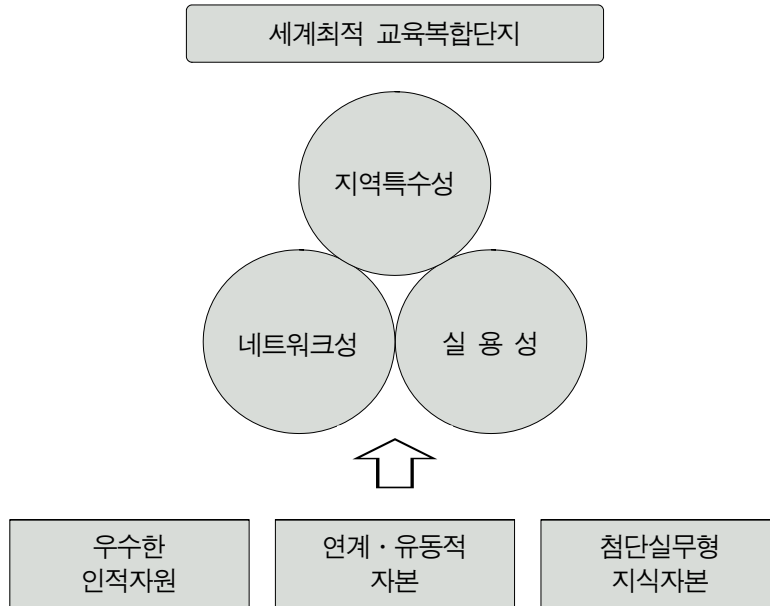 세계최적 교육복합단지
지역특수성
네트워크성
실 용 성
우수한
인적자원
연계 · 유동적
자본
첨단실무형
지식자본